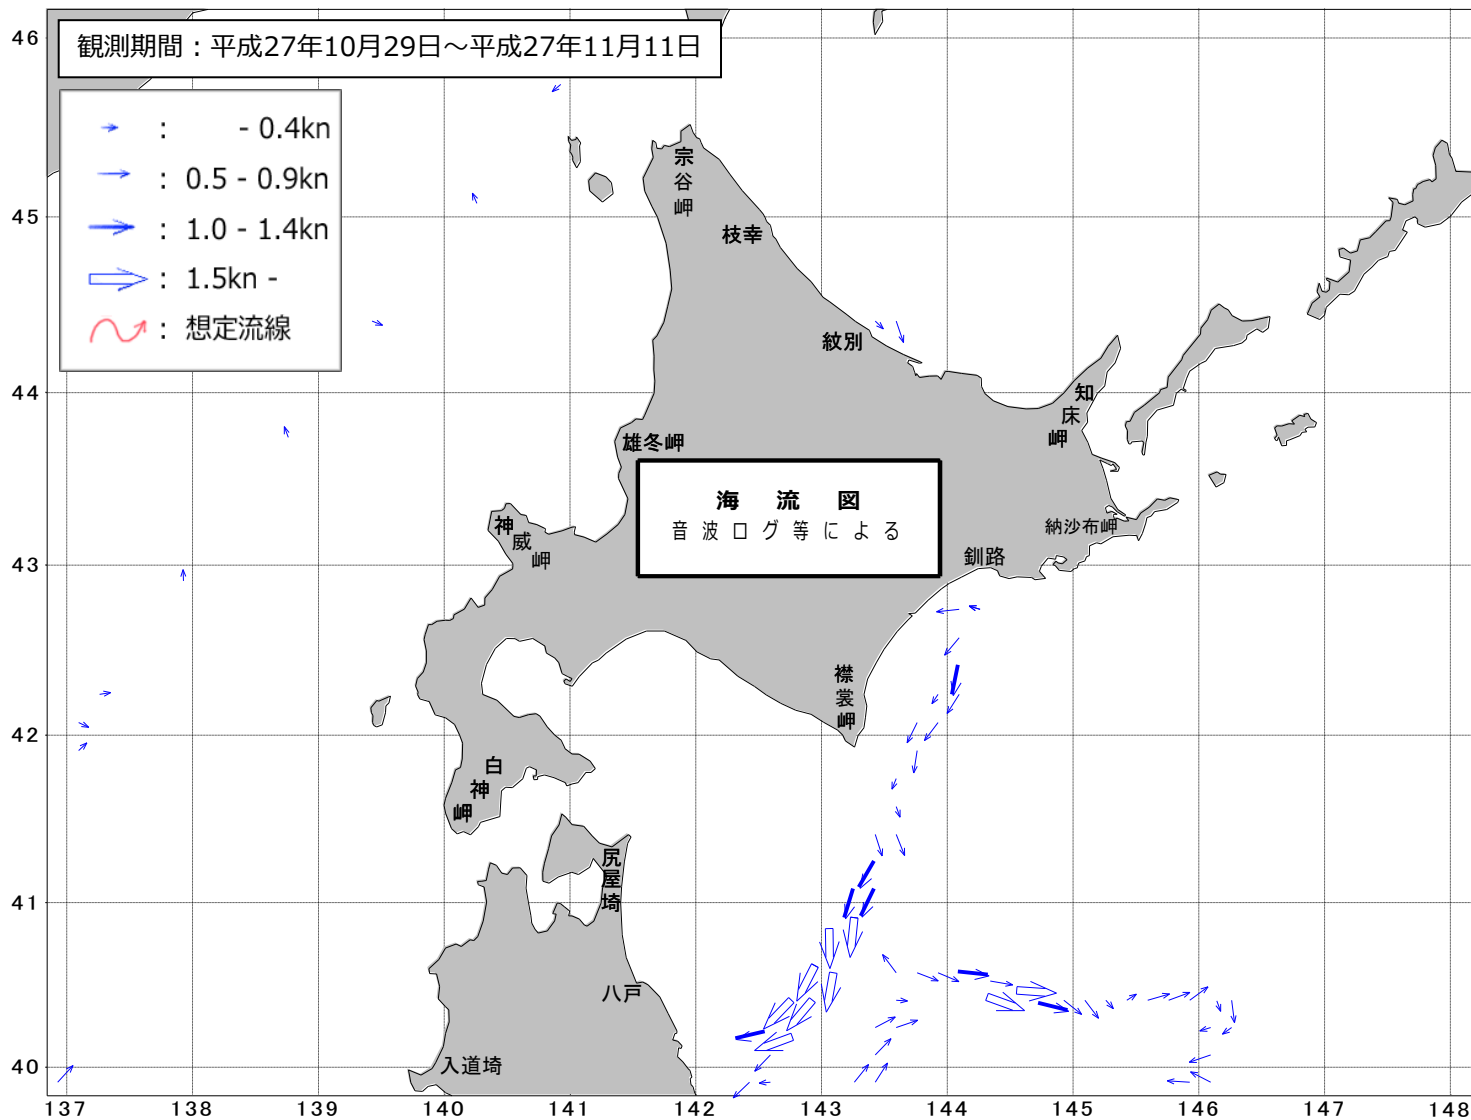 46
観測期間：平成27年10月29日～平成27年11月11日
： - 0.4kn
： 0.5 - 0.9kn
： 1.0 - 1.4kn
： 1.5kn -
： 想定流線
宗谷岬
45
枝幸
紋別
44
知床岬
雄冬岬
海 流 図
音 波 ロ グ 等 に よ る
神威岬
納沙布岬
43
釧路
襟裳岬
42
白神岬
尻屋埼
41
八戸
40
入道埼
137 138 139 140 141 142 143 144 145 146 147 148